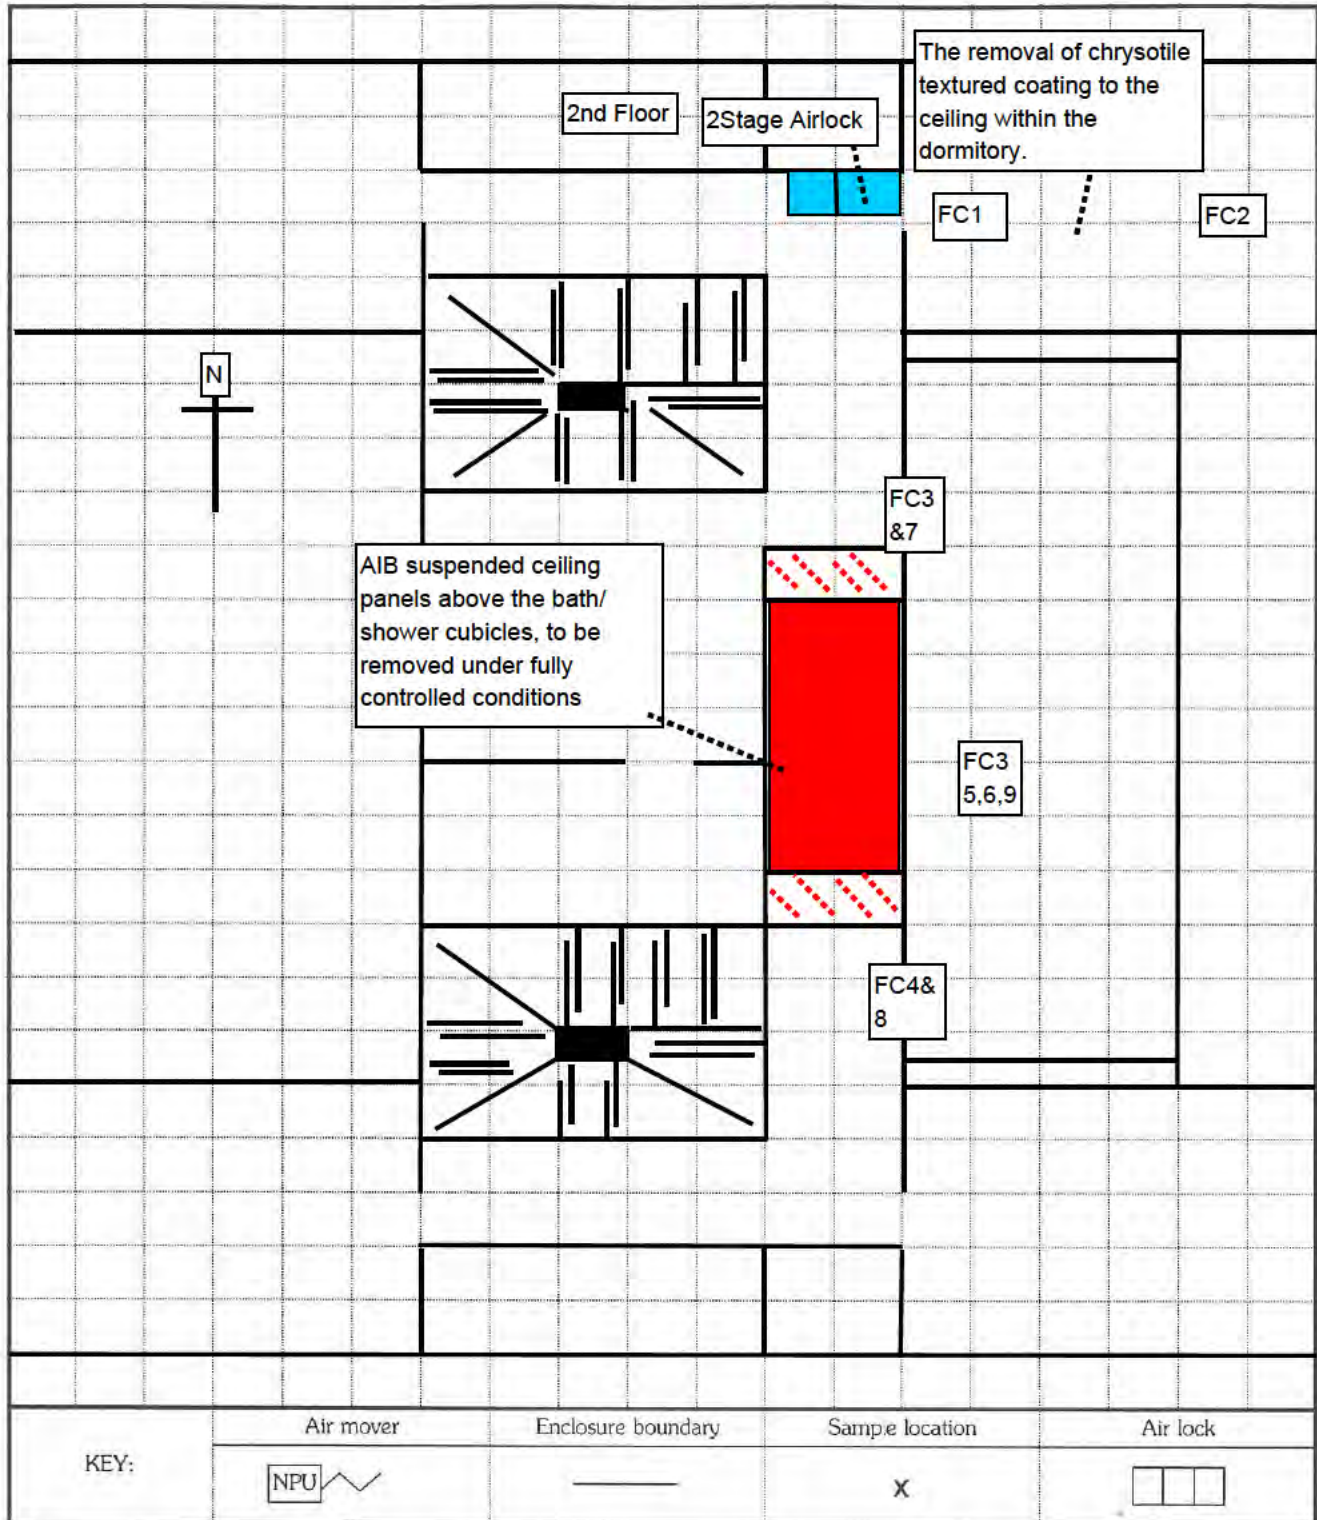 The removal of chrysotile
textured coating to the
ceiling within the
dormitory.
2nd Floor
2Stage Airlock
FC1
FC2
N
FC3
&7
AIB suspended ceiling
panels above the bath/
shower cubicles, to be
removed under fully
controlled conditions
FC3
5,6,9
FC4&
8
KEY:
Air mover
Enclosure boundary
Sample location
Air lock
NPU
X